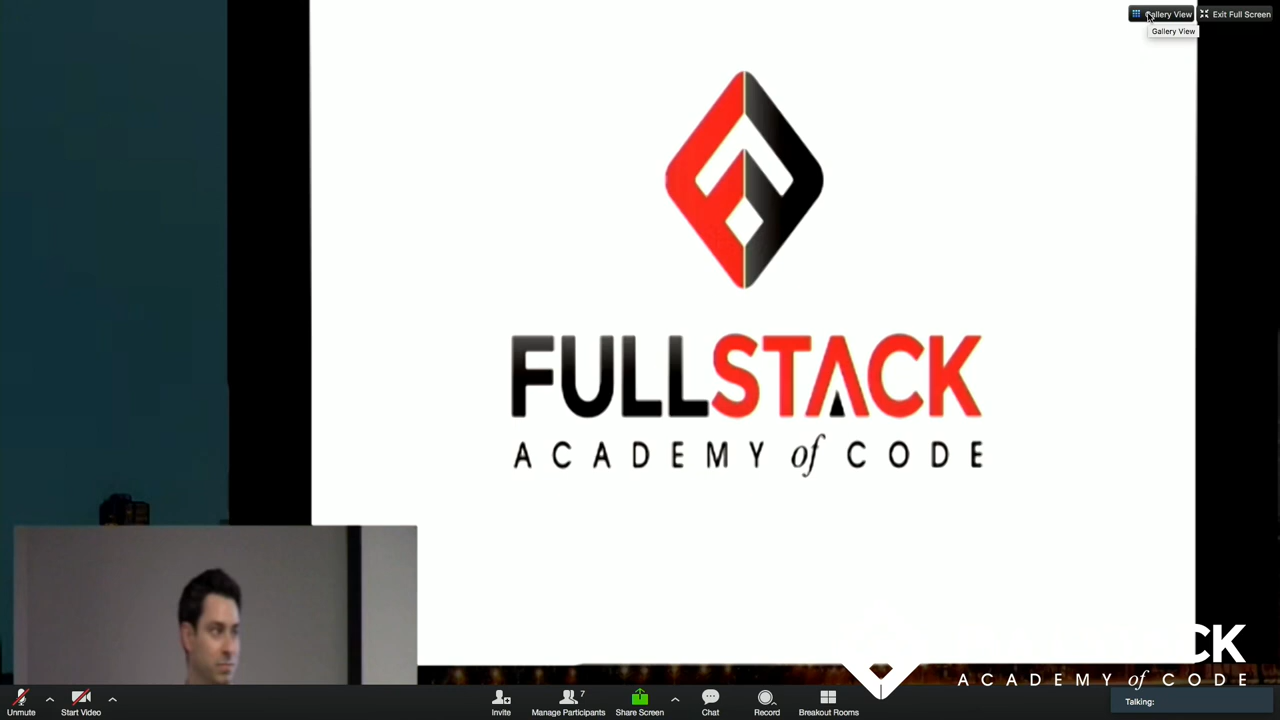 Gallery View
Exit Full Screen
Gallery View
FULLSTACK
ACADEMY of CODE
CK
ACADEMY of CODE
Talking:
Unmute
Start Video
Invite
Manage Participants
7
Share Screen
Chat
Record
Breakout Rooms